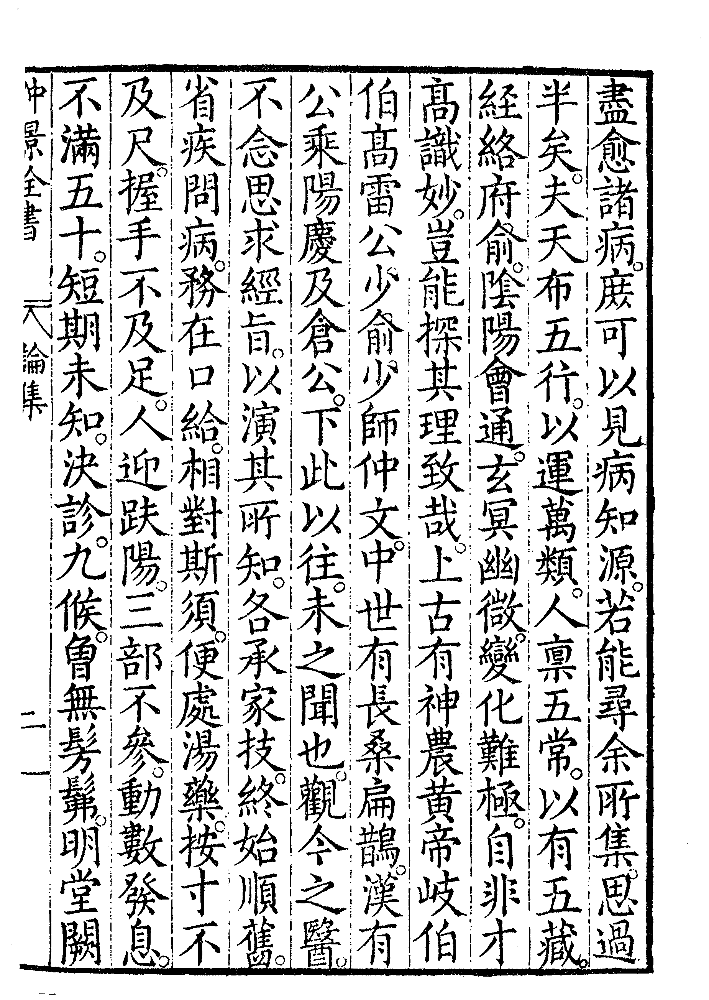 盡愈諸病。庶可以見病知源。若能尋余所集。思過
半矣。夫天布五行。以運萬類。人禀五常。以有五藏。
経絡府俞。陰陽會通。玄冥幽微。變化難極。自非才
高識妙。豈能探其理致哉。上古有神農黄帝岐伯
伯高雷公少俞少師仲文。中世有長桑扁鵲。漢有
公乘陽慶及倉公。下此以往。未之聞也。觀今之醫。
不念思求經旨。以演其所知。各承家技。終始順舊。
省疾問病。務在口給。相對斯須。便處湯藥。按寸不
及尺。握手不及足。人迎趺陽。三部不參。動數發息。
不滿五十。短期未知。決診。九候。曾無髣髴。明堂闕
仲景全書 論集 二